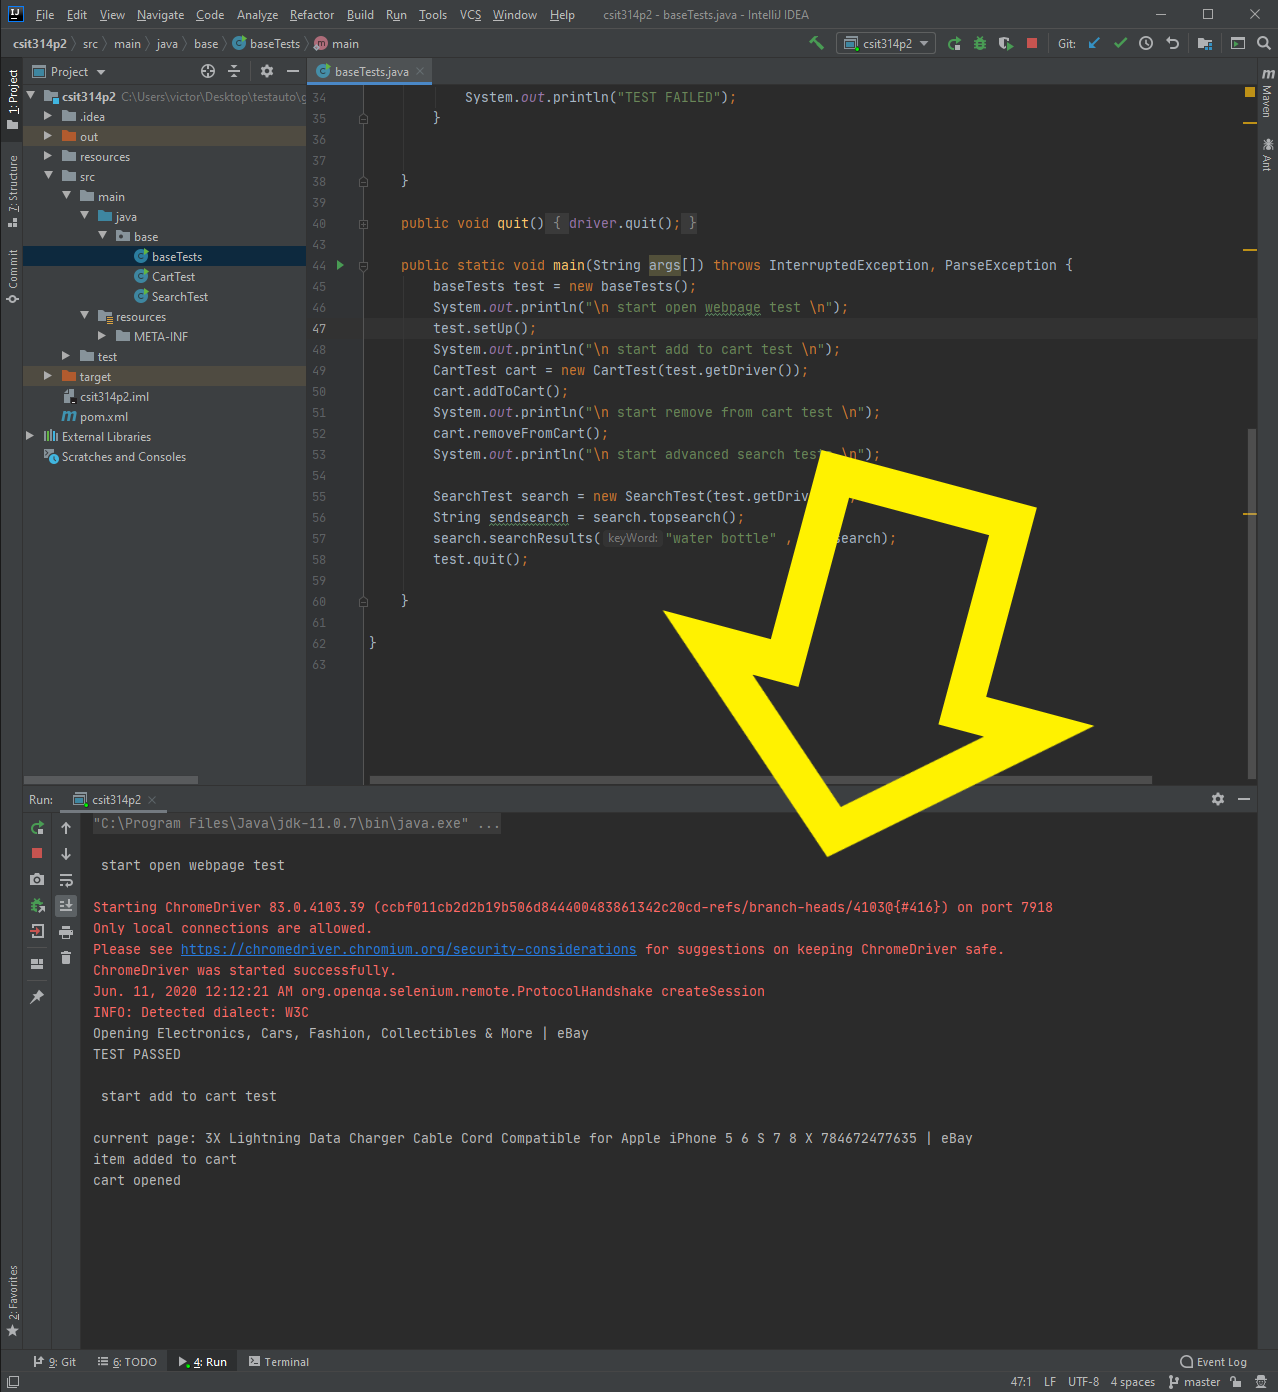 File Edit View Navigate Code Analyze Refactor Build Run Tools VCS Window Help csit314p2 - baseTests.java - IntelliJ IDEA
csit314p2 src main java base baseTests main csit314p2 Git:
Project baseTests.java
1: Project
7: Structure
Commit
2: Favorites
csit314p2 C:\Users\victor\Desktop\testauto\g
.idea
out
resources
src
main
java
base
baseTests
CartTest
SearchTest
resources
META-INF
test
target
csit314p2.iml
pom.xml
External Libraries
Scratches and Consoles
34 System.out.println("TEST FAILED");
35 }
36
37
38 }
39
40 public void quit() { driver.quit(); }
43
44 public static void main(String args[]) throws InterruptedException, ParseException {
45 baseTests test = new baseTests();
46 System.out.println("\n start open webpage test \n");
47 test.setUp();
48 System.out.println("\n start add to cart test \n");
49 CartTest cart = new CartTest(test.getDriver());
50 cart.addToCart();
51 System.out.println("\n start remove from cart test \n");
52 cart.removeFromCart();
53 System.out.println("\n start advanced search test \n");
54
55 SearchTest search = new SearchTest(test.getDriv
56 String sendsearch = search.topsearch();
57 search.searchResults( keyWord: "water bottle" , search);
58 test.quit();
59
60 }
61
62 }
63
Maven
Ant
Run: csit314p2
"C:\Program Files\Java\jdk-11.0.7\bin\java.exe" ...
start open webpage test
Starting ChromeDriver 83.0.4103.39 (ccbf011cb2d2b19b506d844400483861342c20cd-refs/branch-heads/4103@{#416}) on port 7918
Only local connections are allowed.
Please see https://chromedriver.chromium.org/security-considerations for suggestions on keeping ChromeDriver safe.
ChromeDriver was started successfully.
Jun. 11, 2020 12:12:21 AM org.openqa.selenium.remote.ProtocolHandshake createSession
INFO: Detected dialect: W3C
Opening Electronics, Cars, Fashion, Collectibles & More | eBay
TEST PASSED
start add to cart test
current page: 3X Lightning Data Charger Cable Cord Compatible for Apple iPhone 5 6 S 7 8 X 784672477635 | eBay
item added to cart
cart opened
9: Git 6: TODO 4: Run Terminal Event Log
47:1 LF UTF-8 4 spaces master